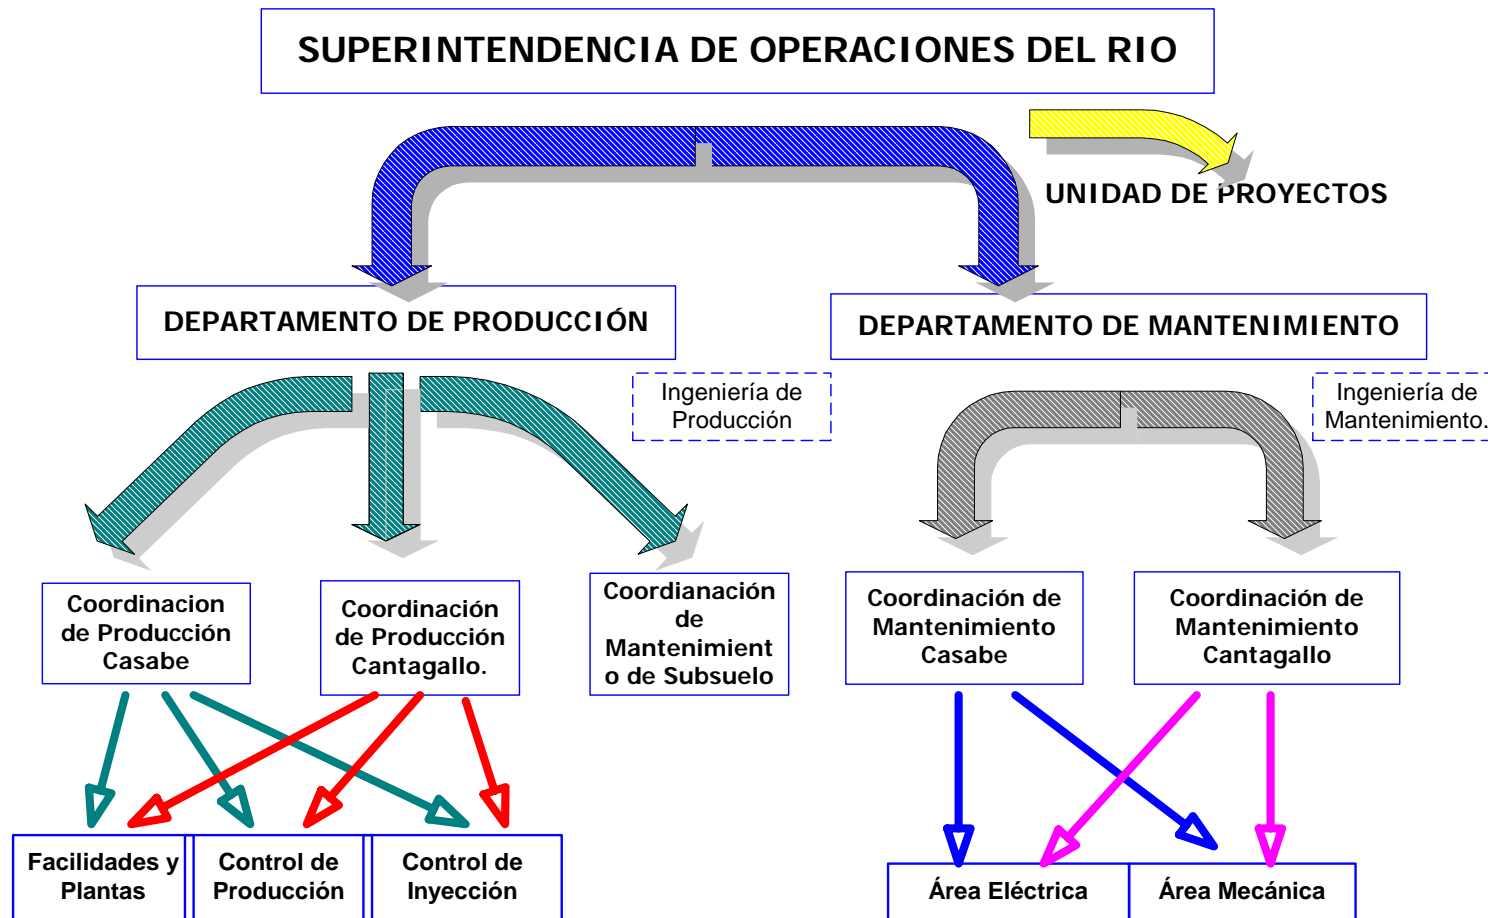 SUPERINTENDENCIA DE OPERACIONES DEL RIO
UNIDAD DE PROYECTOS
DEPARTAMENTO DE PRODUCCIÓN
DEPARTAMENTO DE MANTENIMIENTO
Ingeniería de
Producción
Ingeniería de
Mantenimiento.
Coordinacion
de Producción
Casabe
Coordinación
de Producción
Cantagallo.
Coordianación
de
Mantenimient
o de Subsuelo
Coordinación de
Mantenimiento
Casabe
Coordinación de
Mantenimiento
Cantagallo
Facilidades y
Plantas
Control de
Producción
Control de
Inyección
Área Eléctrica
Área Mecánica